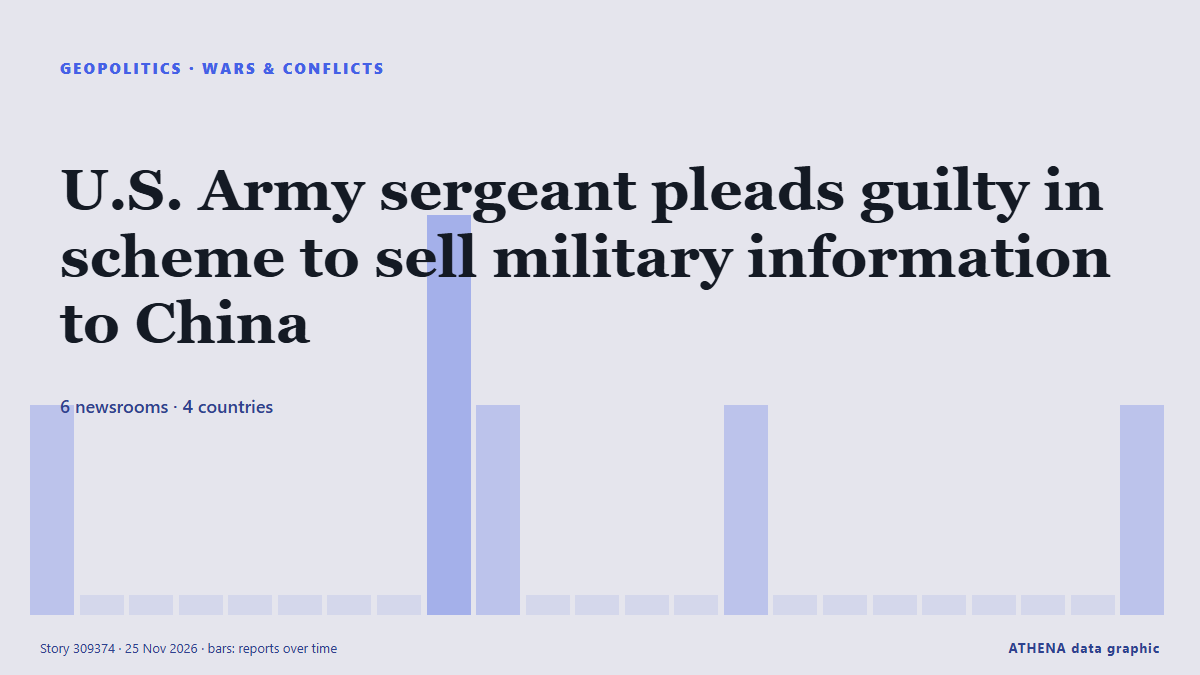 GEOPOLITICS · WARS & CONFLICTS
U.S. Army sergeant pleads guilty in
scheme to sell military information
to China
6 newsrooms · 4 countries
Story 309374 · 25 Nov 2026 · bars: reports over time
ATHENA data graphic